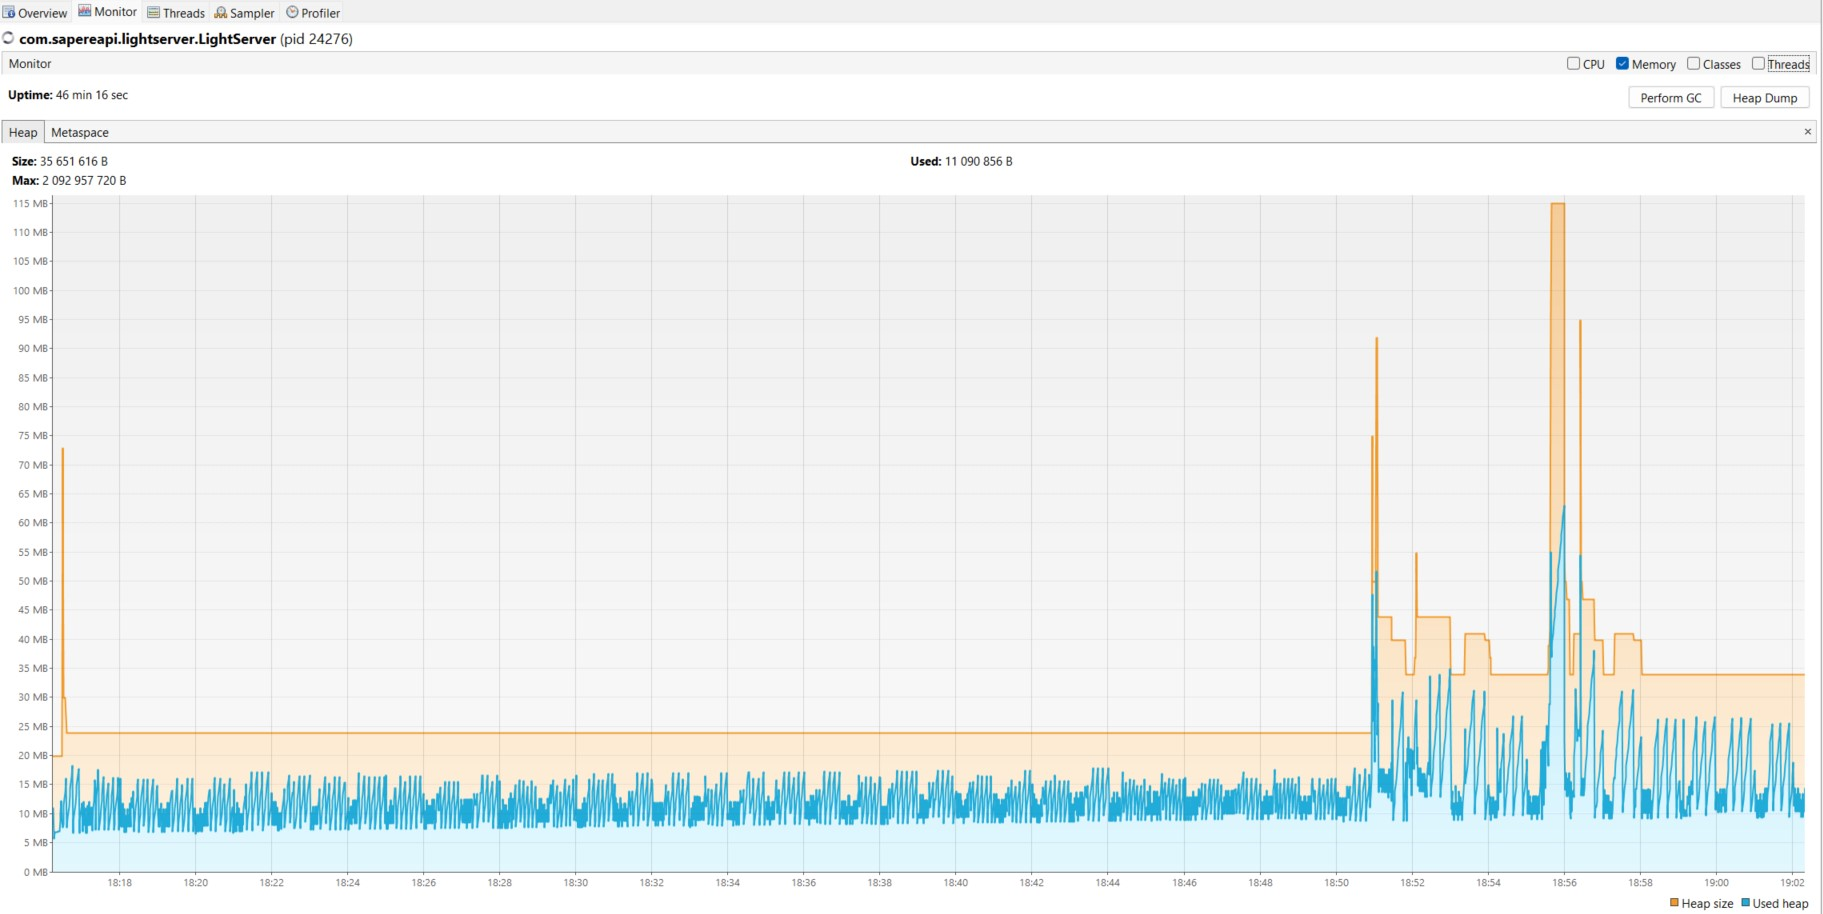 Overview Monitor Threads Sampler Profiler
com.sapereapi.lightserver.LightServer (pid 24276)
Monitor CPU Memory Classes Threads
Uptime: 46 min 16 sec
Perform GC Heap Dump
Heap Metaspace ×
Size: 35 651 616 B Used: 11 090 856 B
Max: 2 092 957 720 B
115 MB
110 MB
105 MB
100 MB
95 MB
90 MB
85 MB
80 MB
75 MB
70 MB
65 MB
60 MB
55 MB
50 MB
45 MB
40 MB
35 MB
30 MB
25 MB
20 MB
15 MB
10 MB
5 MB
0 MB
18:18 18:20 18:22 18:24 18:26 18:28 18:30 18:32 18:34 18:36 18:38 18:40 18:42 18:44 18:46 18:48 18:50 18:52 18:54 18:56 18:58 19:00 19:02
Heap size Used heap